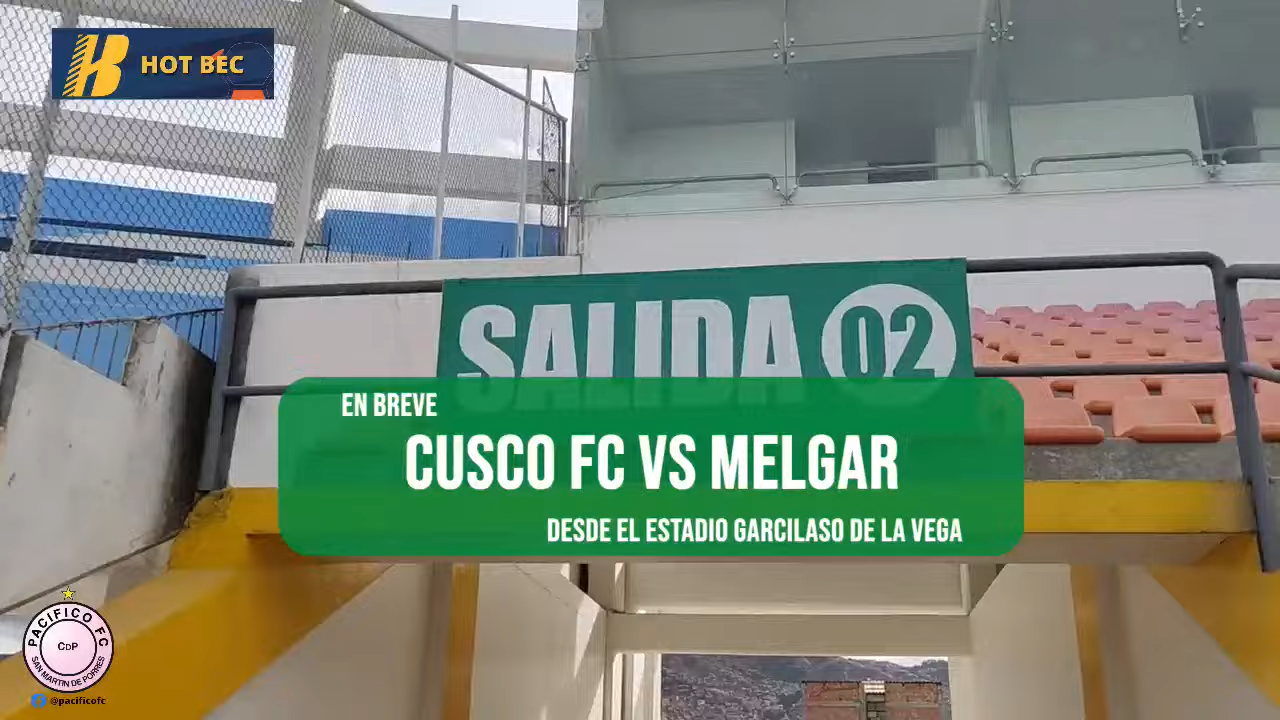 HB HOT BEC
SALIDA 02
EN BREVE
CUSCO FC VS MELGAR
DESDE EL ESTADIO GARCILASO DE LA VEGA
PACIFICO FC
CDP
SAN MARTIN DE PORRES
@pacificofc